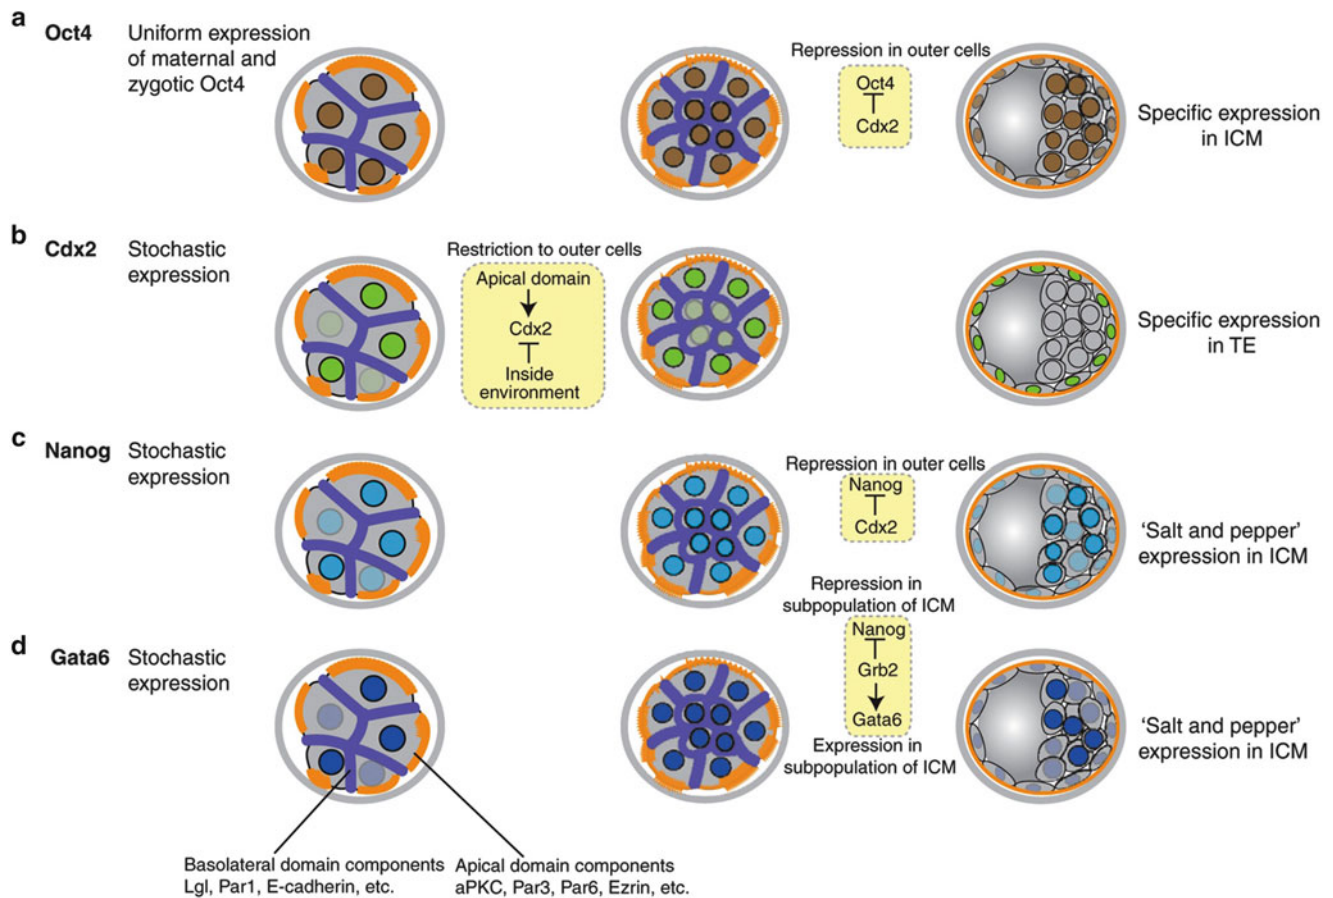 a
Oct4
Uniform expression
of maternal and
zygotic Oct4
Repression in outer cells
Oct4
Cdx2
Specific expression
in ICM
b
Cdx2
Stochastic
expression
Restriction to outer cells
Apical domain
Cdx2
Inside
environment
Specific expression
in TE
c
Nanog
Stochastic
expression
Repression in outer cells
Nanog
Cdx2
'Salt and pepper'
expression in ICM
Repression in
subpopulation of ICM
d
Gata6
Stochastic
expression
Nanog
Grb2
Gata6
Expression in
subpopulation of ICM
'Salt and pepper'
expression in ICM
Basolateral domain components
Lgl, Par1, E-cadherin, etc.
Apical domain components
aPKC, Par3, Par6, Ezrin, etc.